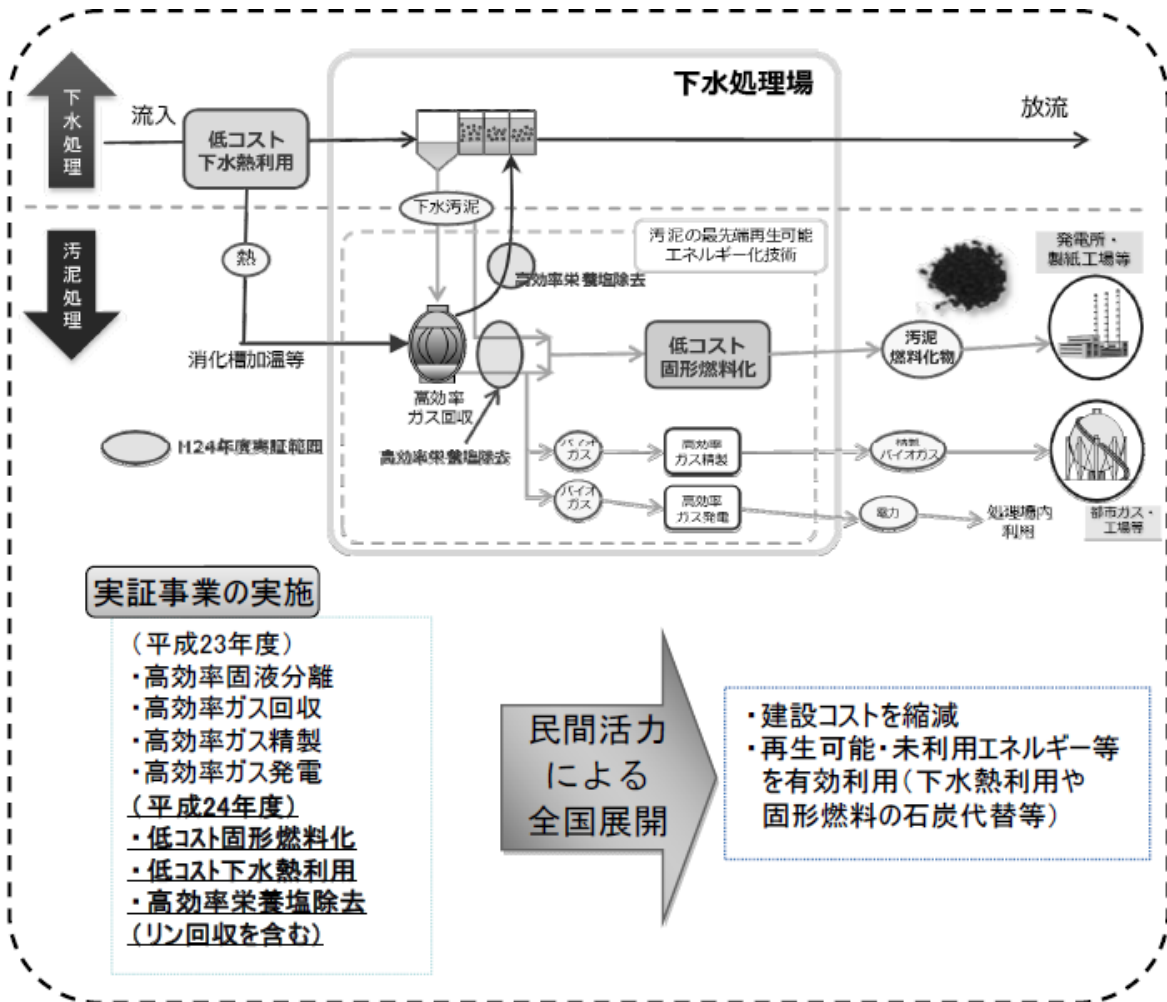 下水処理場
下水処理
流入
低コスト
下水熱利用
放流
下水汚泥
汚泥処理
熱
汚泥の最先端再生可能
エネルギー化技術
高効率栄養塩除去
発電所・
製紙工場等
消化槽加温等
高効率
ガス回収
低コスト
固形燃料化
汚泥
燃料化物
H24年度実証範囲
高効率栄養塩除去
バイオ
ガス
高効率
ガス精製
精製
バイオガス
バイオ
ガス
高効率
ガス発電
電力
処理場内
利用
都市ガス・
工場等
実証事業の実施
(平成23年度)
・高効率固液分離
・高効率ガス回収
・高効率ガス精製
・高効率ガス発電
(平成24年度)
・低コスト固形燃料化
・低コスト下水熱利用
・高効率栄養塩除去
(リン回収を含む)
民間活力
による
全国展開
・建設コストを縮減
・再生可能・未利用エネルギー等
を有効利用(下水熱利用や
固形燃料の石炭代替等)